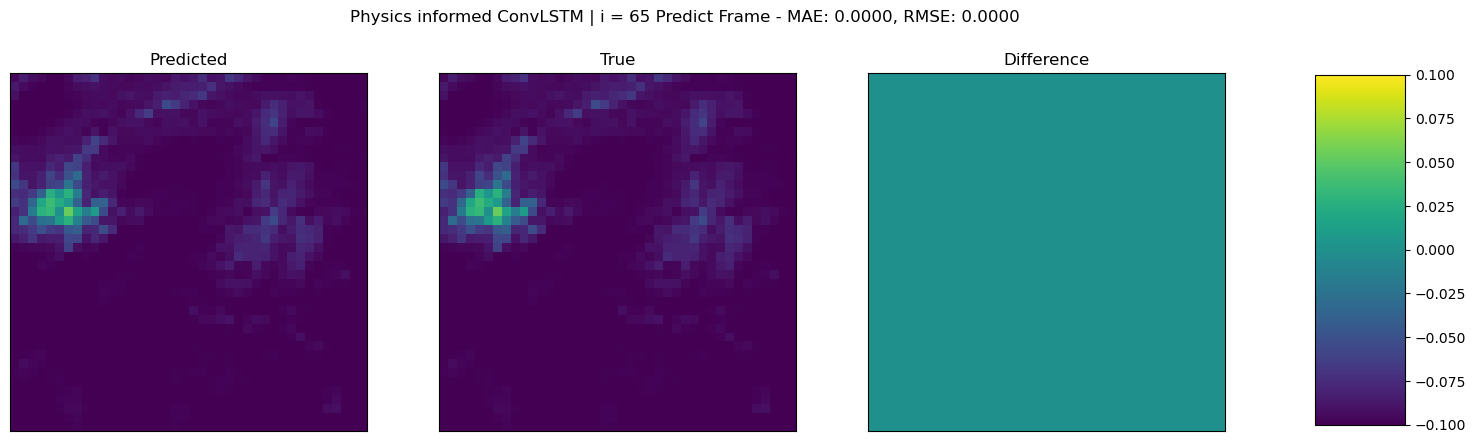 Physics informed ConvLSTM | i = 65 Predict Frame - MAE: 0.0000, RMSE: 0.0000
Predicted
True
Difference
0.100
0.075
0.050
0.025
0.000
−0.025
−0.050
−0.075
−0.100